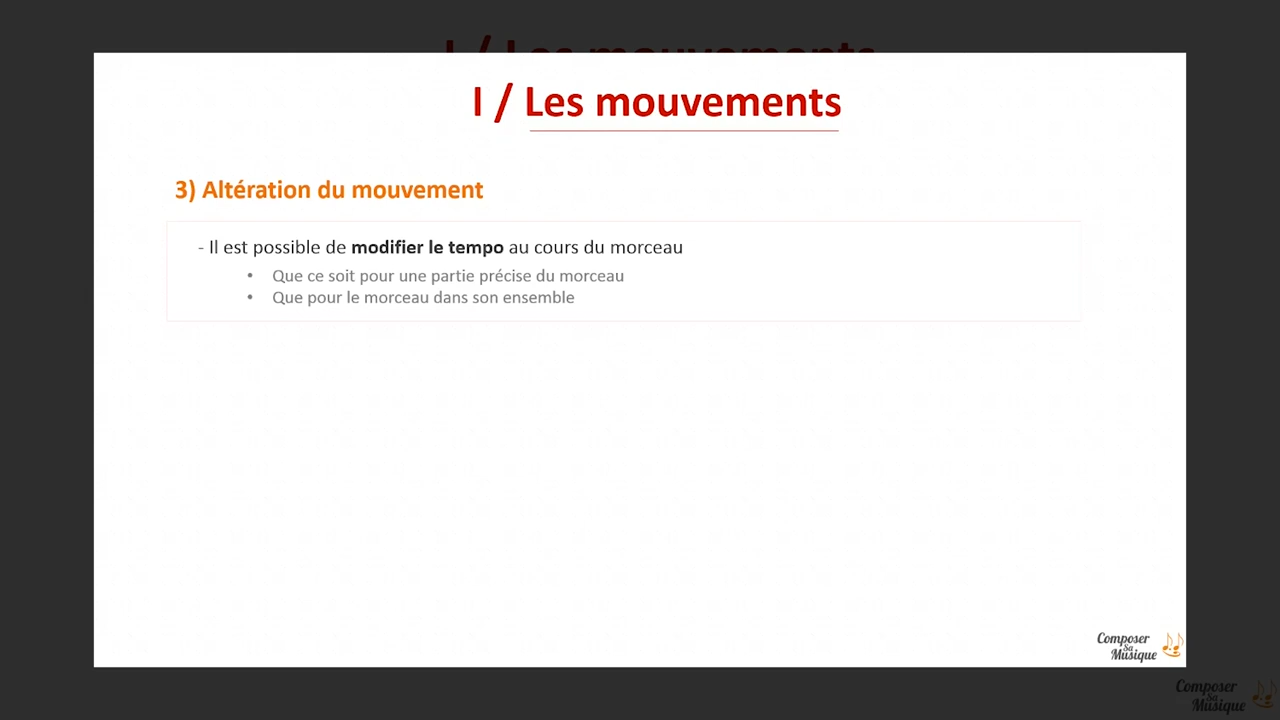 I / Les mouvements
I / Les mouvements
3) Altération du mouvement
- Il est possible de modifier le tempo au cours du morceau
• Que ce soit pour une partie précise du morceau
• Que pour le morceau dans son ensemble
Composer
Sa
Musique
Composer
Sa
Musique